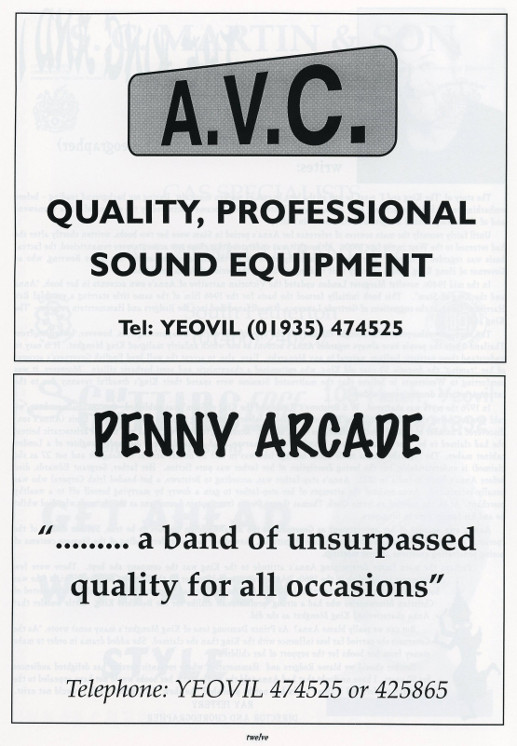 A.V.C.
QUALITY, PROFESSIONAL
SOUND EQUIPMENT
Tel: YEOVIL (01935) 474525
PENNY ARCADE
“......... a band of unsurpassed
quality for all occasions”
Telephone: YEOVIL 474525 or 425865
twelve